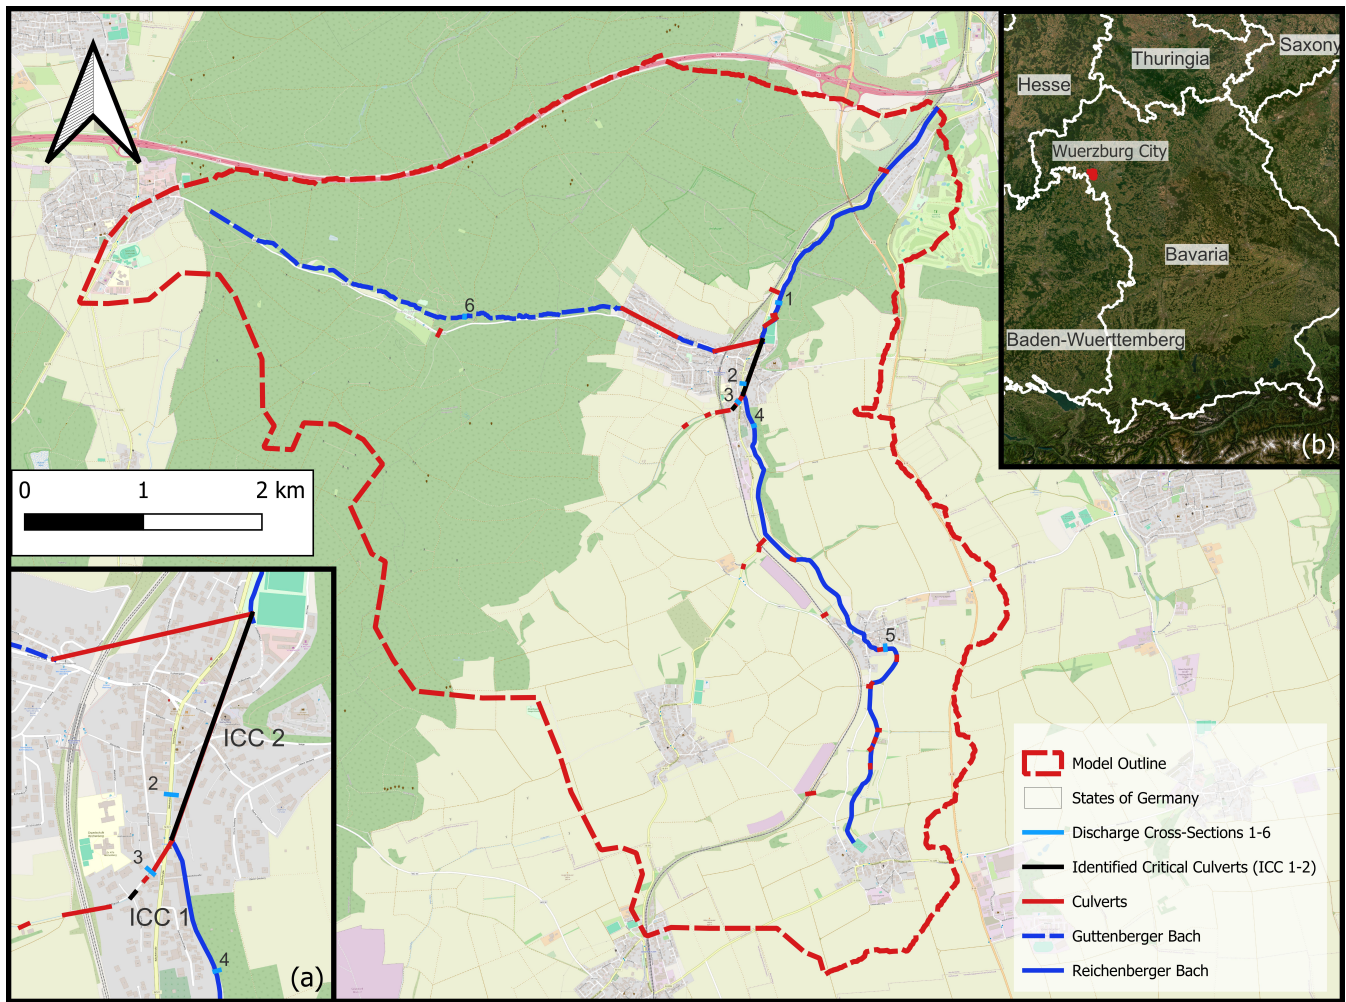 Hesse
Thuringia
Saxony
Wuerzburg City
Bavaria
Baden-Wuerttemberg
(b)
6
1
2
3
4
5
0 1 2 km
ICC 2
2
3
ICC 1
4
(a)
Model Outline
States of Germany
Discharge Cross-Sections 1-6
Identified Critical Culverts (ICC 1-2)
Culverts
Guttenberger Bach
Reichenberger Bach